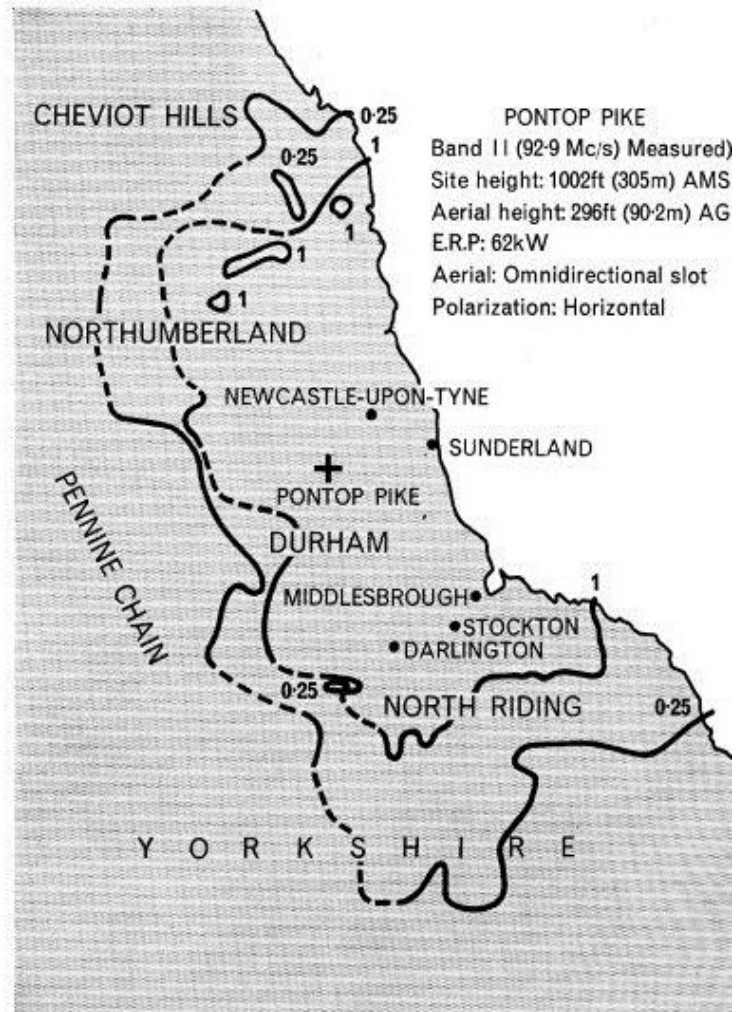 PONTOP PIKE
Band II (92·9 Mc/s) Measured)
Site height: 1002ft (305m) AMS
Aerial height: 296ft (90·2m) AG
E.R.P: 62kW
Aerial: Omnidirectional slot
Polarization: Horizontal
CHEVIOT HILLS
0·25
1
0·25
1
1
1
NORTHUMBERLAND
NEWCASTLE-UPON-TYNE
SUNDERLAND
PONTOP PIKE
PENNINE CHAIN
DURHAM
MIDDLESBROUGH
1
STOCKTON
DARLINGTON
0·25
NORTH RIDING
0·25
YORKSHIRE